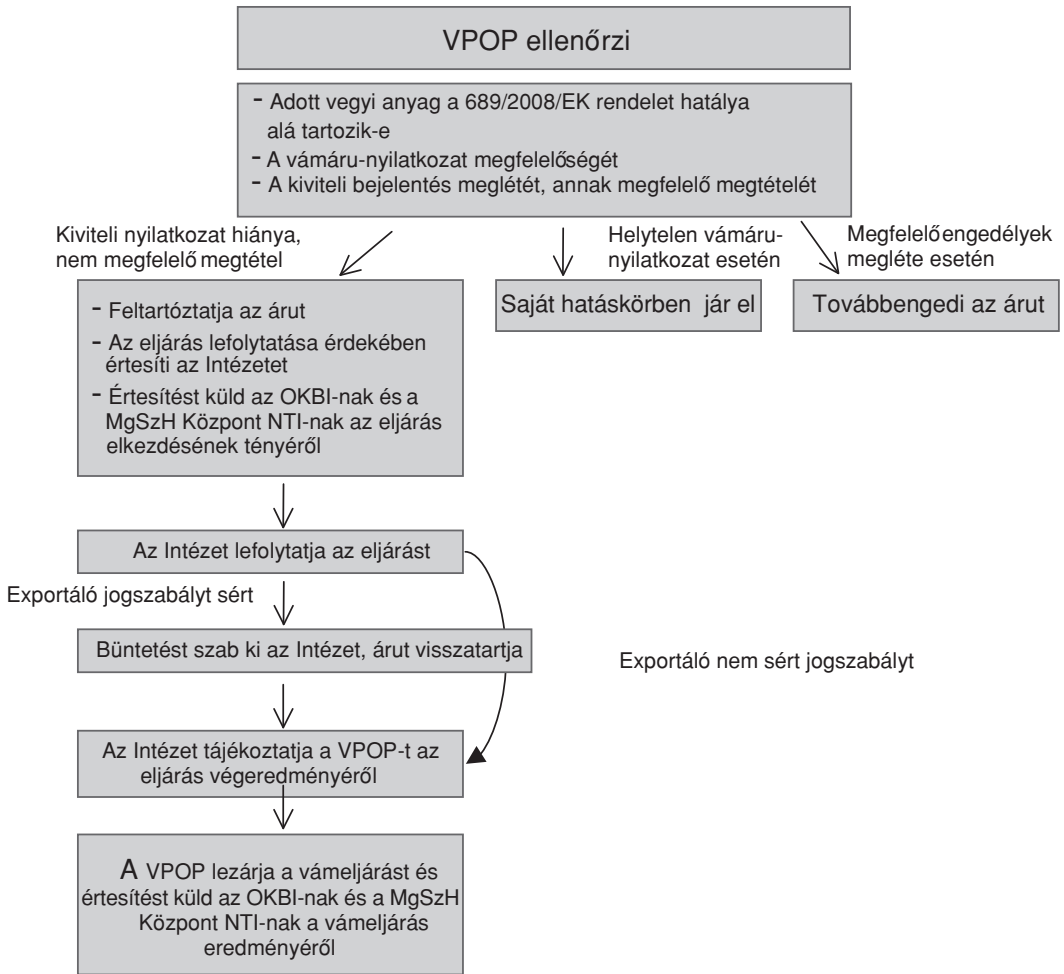 VPOP ellenőrzi
- Adott vegyi anyag a 689/2008/EK rendelet hatálya
alá tartozik-e
- A vámáru-nyilatkozat megfelelőségét
- A kiviteli bejelentés meglétét, annak megfelelő megtételét
Kiviteli nyilatkozat hiánya,
nem megfelelő megtétel
Helytelen vámáru-
nyilatkozat esetén
Megfelelő engedélyek
megléte esetén
- Feltartóztatja az árut
- Az eljárás lefolytatása érdekében
értesíti az Intézetet
- Értesítést küld az OKBI-nak és a
MgSzH Központ NTI-nak az eljárás
elkezdésének tényéről
Saját hatáskörben jár el
Továbbengedi az árut
Az Intézet lefolytatja az eljárást
Exportáló jogszabályt sért
Büntetést szab ki az Intézet, árut visszatartja
Exportáló nem sért jogszabályt
Az Intézet tájékoztatja a VPOP-t az
eljárás végeredményéről
A VPOP lezárja a vámeljárást és
értesítést küld az OKBI-nak és a MgSzH
Központ NTI-nak a vámeljárás
eredményéről